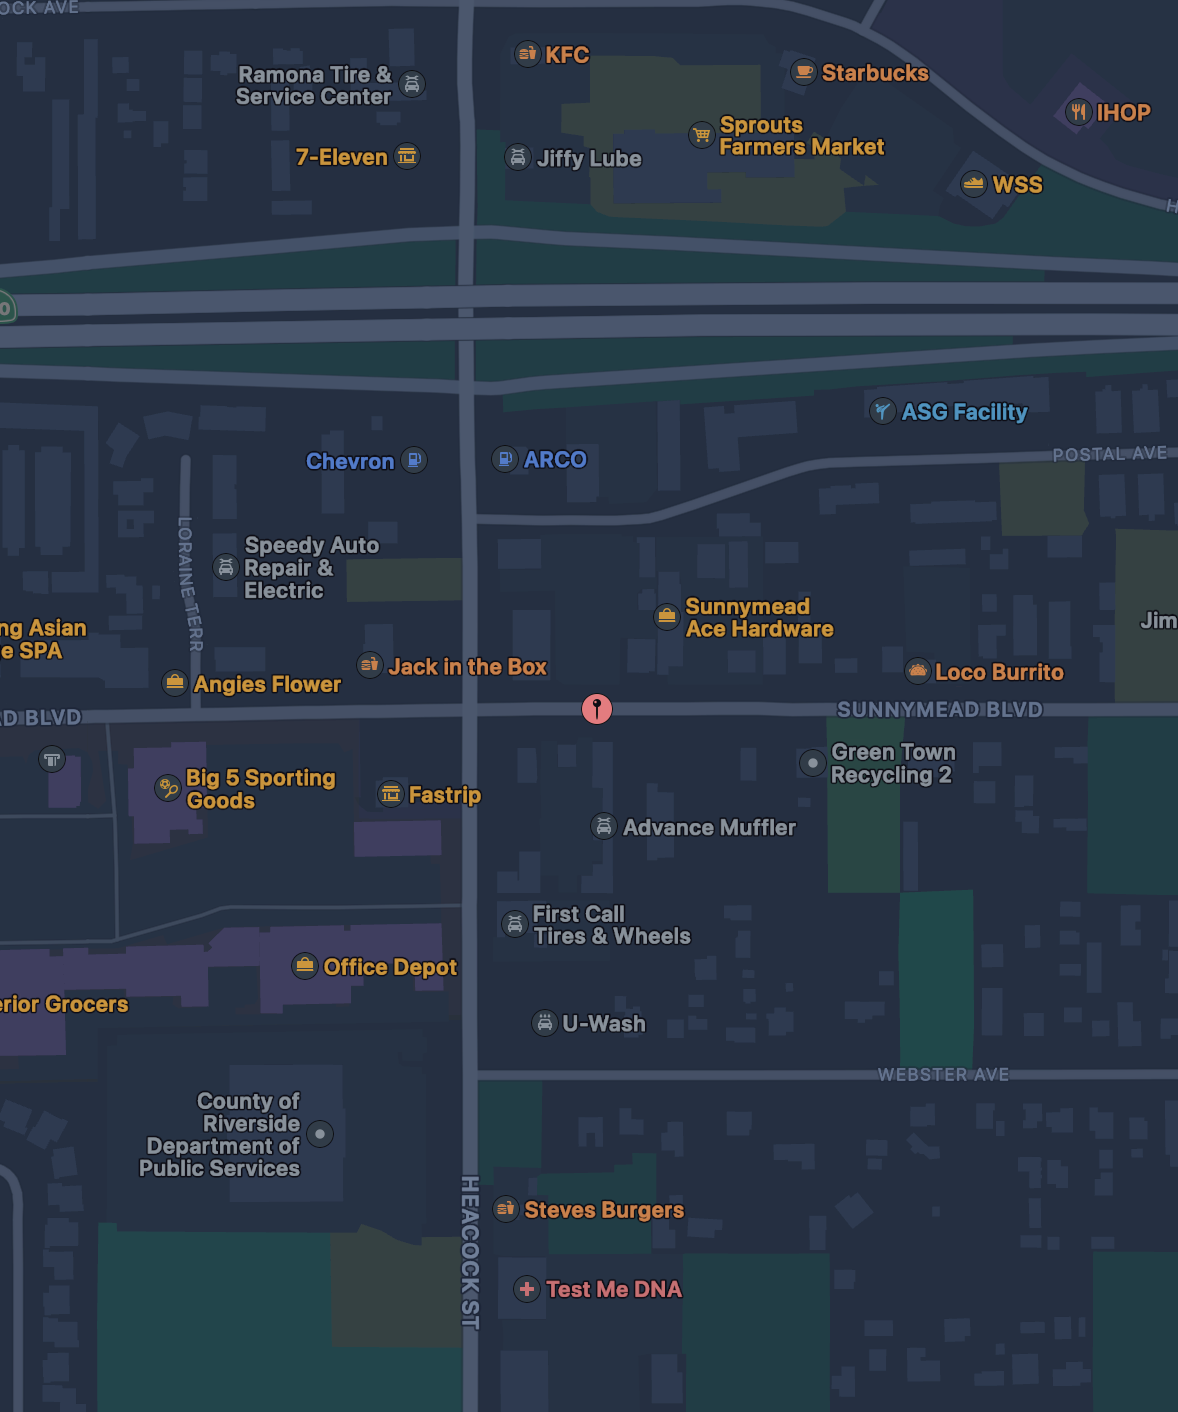 OCK AVE
KFC
Ramona Tire &
Service Center
Starbucks
IHOP
Sprouts
Farmers Market
7-Eleven
Jiffy Lube
WSS
H
0
ASG Facility
Chevron
ARCO
POSTAL AVE
LORAINE TERR
Speedy Auto
Repair &
Electric
Sunnymead
Ace Hardware
ng Asian
e SPA
Jim
Jack in the Box
Loco Burrito
Angies Flower
D BLVD
SUNNYMEAD BLVD
Green Town
Recycling 2
Big 5 Sporting
Goods
Fastrip
Advance Muffler
First Call
Tires & Wheels
Office Depot
erior Grocers
U-Wash
WEBSTER AVE
County of
Riverside
Department of
Public Services
HEACOCK ST
Steves Burgers
Test Me DNA